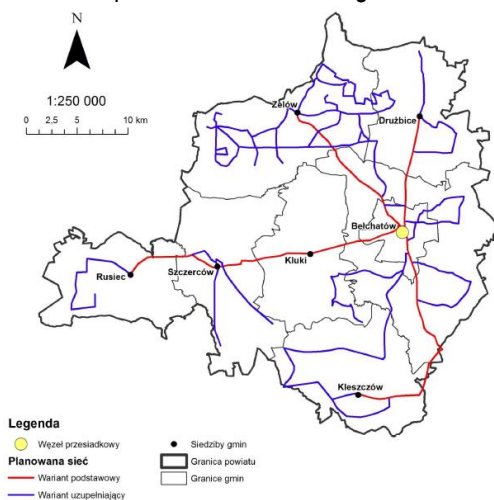 N
1:250 000
0 2,5 5 10 km
Zelów
Drużbice
Bełchatów
Kluki
Szczerców
Rusiec
Kleszczów
Legenda
Węzeł przesiadkowy
Siedziby gmin
Planowana sieć
Granica powiatu
Wariant podstawowy
Granice gmin
Wariant uzupełniający